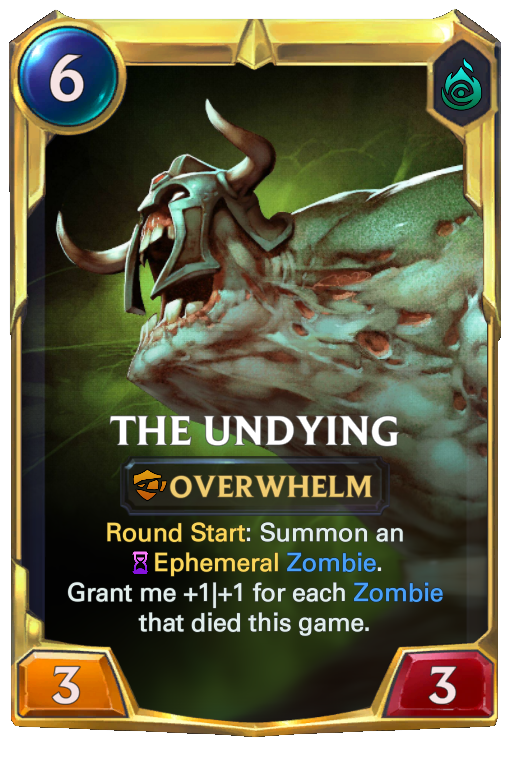 6
THE UNDYING
OVERWHELM
Round Start: Summon an
Ephemeral Zombie.
Grant me +1|+1 for each Zombie
that died this game.
3
3